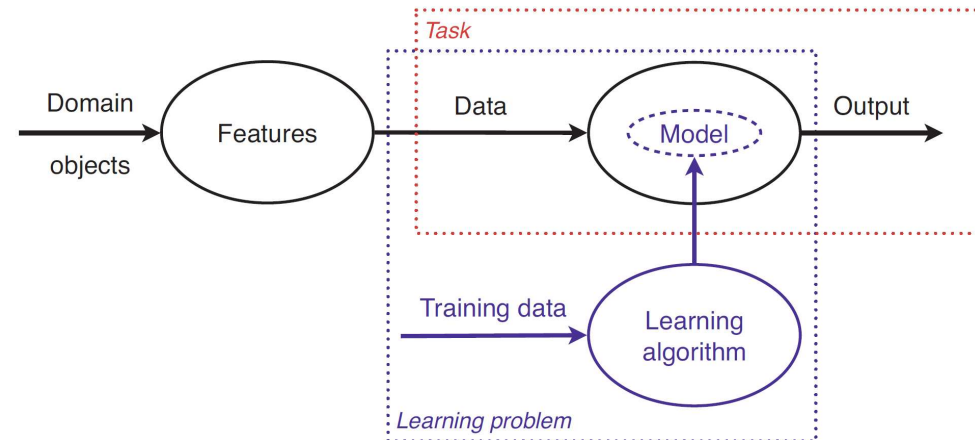 Task
Domain
objects
Features
Data
Model
Output
Training data
Learning
algorithm
Learning problem